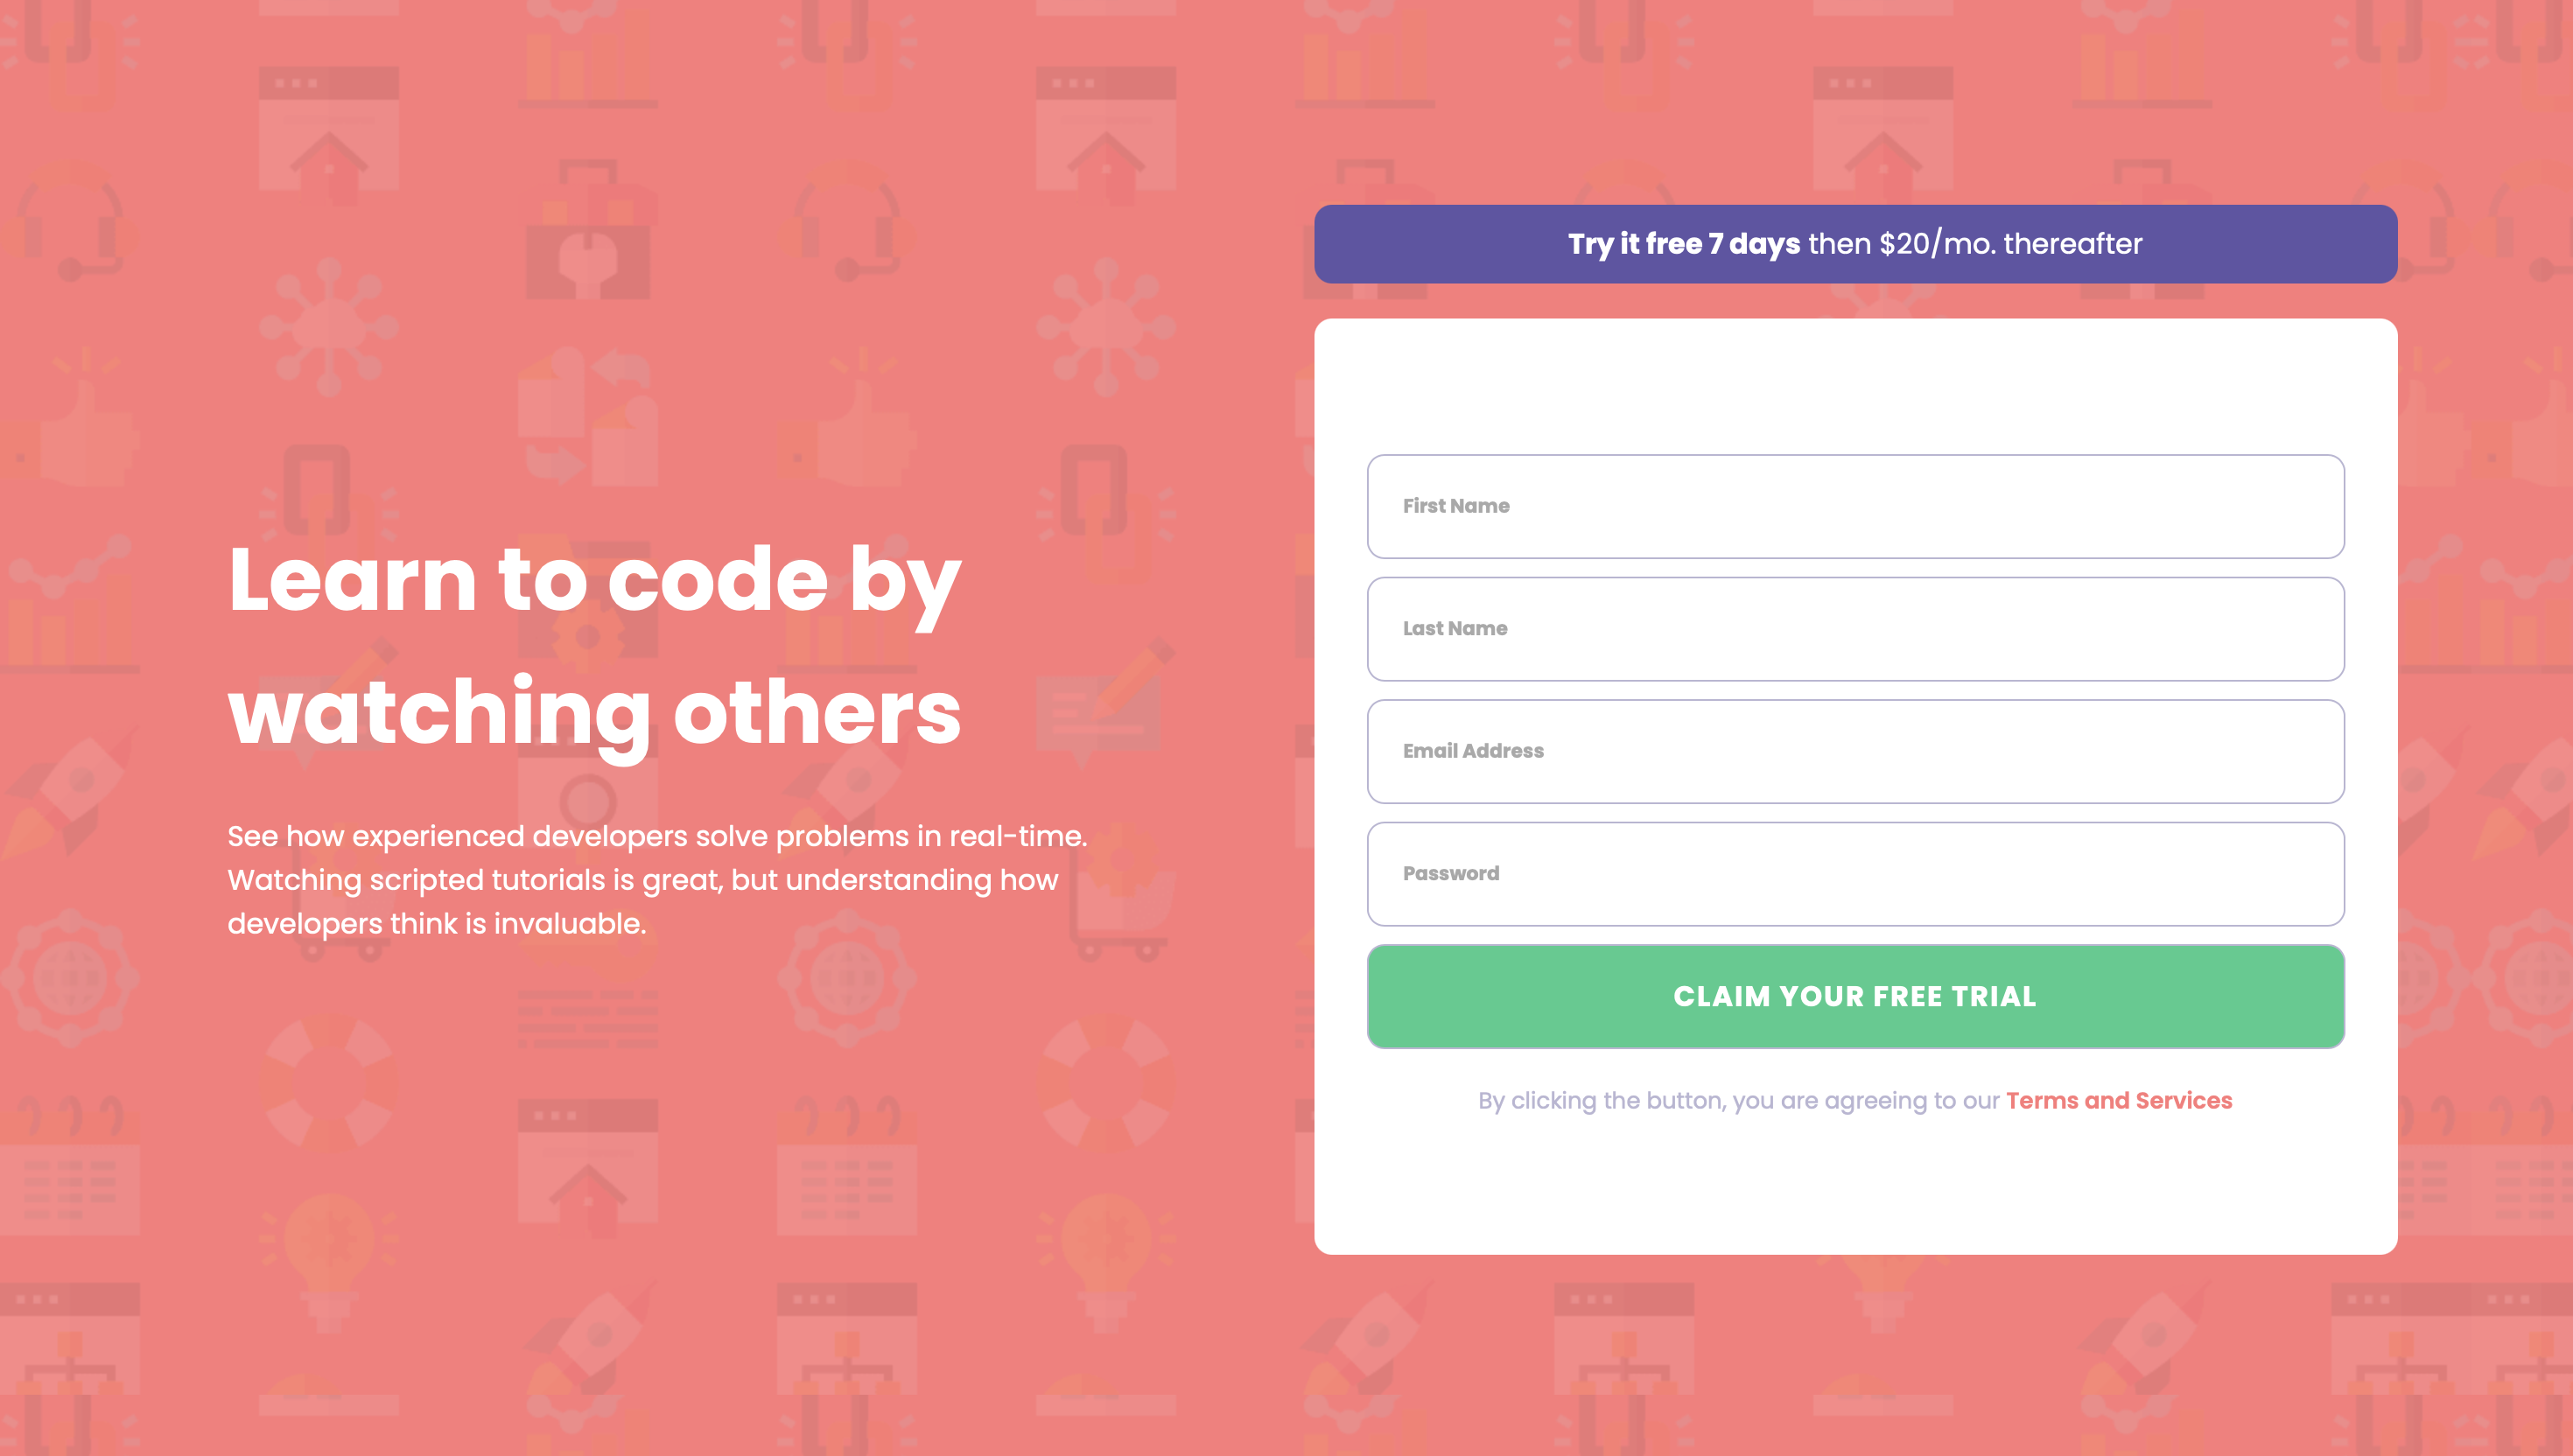 Learn to code by
watching others
See how experienced developers solve problems in real-time.
Watching scripted tutorials is great, but understanding how
developers think is invaluable.
Try it free 7 days then $20/mo. thereafter
First Name
Last Name
Email Address
Password
CLAIM YOUR FREE TRIAL
By clicking the button, you are agreeing to our Terms and Services